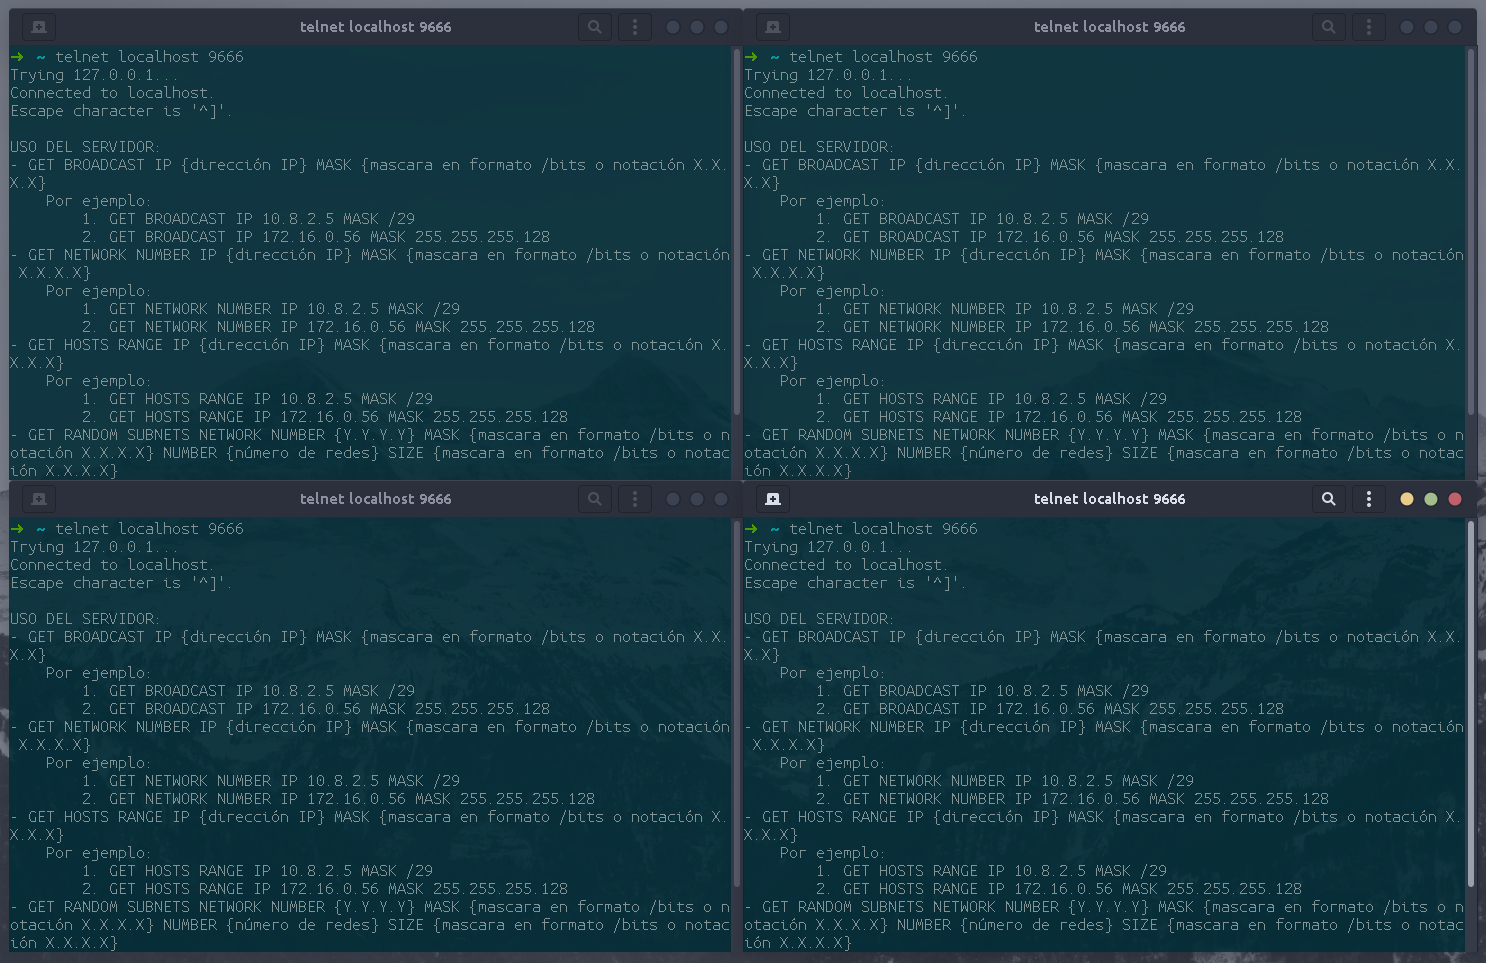 telnet localhost 9666
→ ~ telnet localhost 9666
Trying 127.0.0.1...
Connected to localhost.
Escape character is '^]'.
USO DEL SERVIDOR:
- GET BROADCAST IP {dirección IP} MASK {mascara en formato /bits o notación X.X.
X.X}
Por ejemplo:
1. GET BROADCAST IP 10.8.2.5 MASK /29
2. GET BROADCAST IP 172.16.0.56 MASK 255.255.255.128
- GET NETWORK NUMBER IP {dirección IP} MASK {mascara en formato /bits o notación
X.X.X.X}
Por ejemplo:
1. GET NETWORK NUMBER IP 10.8.2.5 MASK /29
2. GET NETWORK NUMBER IP 172.16.0.56 MASK 255.255.255.128
- GET HOSTS RANGE IP {dirección IP} MASK {mascara en formato /bits o notación X.
X.X.X}
Por ejemplo:
1. GET HOSTS RANGE IP 10.8.2.5 MASK /29
2. GET HOSTS RANGE IP 172.16.0.56 MASK 255.255.255.128
- GET RANDOM SUBNETS NETWORK NUMBER {Y.Y.Y.Y} MASK {mascara en formato /bits o n
otación X.X.X.X} NUMBER {número de redes} SIZE {mascara en formato /bits o notac
ión X.X.X.X}
telnet localhost 9666
→ ~ telnet localhost 9666
Trying 127.0.0.1...
Connected to localhost.
Escape character is '^]'.
USO DEL SERVIDOR:
- GET BROADCAST IP {dirección IP} MASK {mascara en formato /bits o notación X.X.
X.X}
Por ejemplo:
1. GET BROADCAST IP 10.8.2.5 MASK /29
2. GET BROADCAST IP 172.16.0.56 MASK 255.255.255.128
- GET NETWORK NUMBER IP {dirección IP} MASK {mascara en formato /bits o notación
X.X.X.X}
Por ejemplo:
1. GET NETWORK NUMBER IP 10.8.2.5 MASK /29
2. GET NETWORK NUMBER IP 172.16.0.56 MASK 255.255.255.128
- GET HOSTS RANGE IP {dirección IP} MASK {mascara en formato /bits o notación X.
X.X.X}
Por ejemplo:
1. GET HOSTS RANGE IP 10.8.2.5 MASK /29
2. GET HOSTS RANGE IP 172.16.0.56 MASK 255.255.255.128
- GET RANDOM SUBNETS NETWORK NUMBER {Y.Y.Y.Y} MASK {mascara en formato /bits o n
otación X.X.X.X} NUMBER {número de redes} SIZE {mascara en formato /bits o notac
ión X.X.X.X}
telnet localhost 9666
→ ~ telnet localhost 9666
Trying 127.0.0.1...
Connected to localhost.
Escape character is '^]'.
USO DEL SERVIDOR:
- GET BROADCAST IP {dirección IP} MASK {mascara en formato /bits o notación X.X.
X.X}
Por ejemplo:
1. GET BROADCAST IP 10.8.2.5 MASK /29
2. GET BROADCAST IP 172.16.0.56 MASK 255.255.255.128
- GET NETWORK NUMBER IP {dirección IP} MASK {mascara en formato /bits o notación
X.X.X.X}
Por ejemplo:
1. GET NETWORK NUMBER IP 10.8.2.5 MASK /29
2. GET NETWORK NUMBER IP 172.16.0.56 MASK 255.255.255.128
- GET HOSTS RANGE IP {dirección IP} MASK {mascara en formato /bits o notación X.
X.X.X}
Por ejemplo:
1. GET HOSTS RANGE IP 10.8.2.5 MASK /29
2. GET HOSTS RANGE IP 172.16.0.56 MASK 255.255.255.128
- GET RANDOM SUBNETS NETWORK NUMBER {Y.Y.Y.Y} MASK {mascara en formato /bits o n
otación X.X.X.X} NUMBER {número de redes} SIZE {mascara en formato /bits o notac
ión X.X.X.X}
telnet localhost 9666
→ ~ telnet localhost 9666
Trying 127.0.0.1...
Connected to localhost.
Escape character is '^]'.
USO DEL SERVIDOR:
- GET BROADCAST IP {dirección IP} MASK {mascara en formato /bits o notación X.X.
X.X}
Por ejemplo:
1. GET BROADCAST IP 10.8.2.5 MASK /29
2. GET BROADCAST IP 172.16.0.56 MASK 255.255.255.128
- GET NETWORK NUMBER IP {dirección IP} MASK {mascara en formato /bits o notación
X.X.X.X}
Por ejemplo:
1. GET NETWORK NUMBER IP 10.8.2.5 MASK /29
2. GET NETWORK NUMBER IP 172.16.0.56 MASK 255.255.255.128
- GET HOSTS RANGE IP {dirección IP} MASK {mascara en formato /bits o notación X.
X.X.X}
Por ejemplo:
1. GET HOSTS RANGE IP 10.8.2.5 MASK /29
2. GET HOSTS RANGE IP 172.16.0.56 MASK 255.255.255.128
- GET RANDOM SUBNETS NETWORK NUMBER {Y.Y.Y.Y} MASK {mascara en formato /bits o n
otación X.X.X.X} NUMBER {número de redes} SIZE {mascara en formato /bits o notac
ión X.X.X.X}